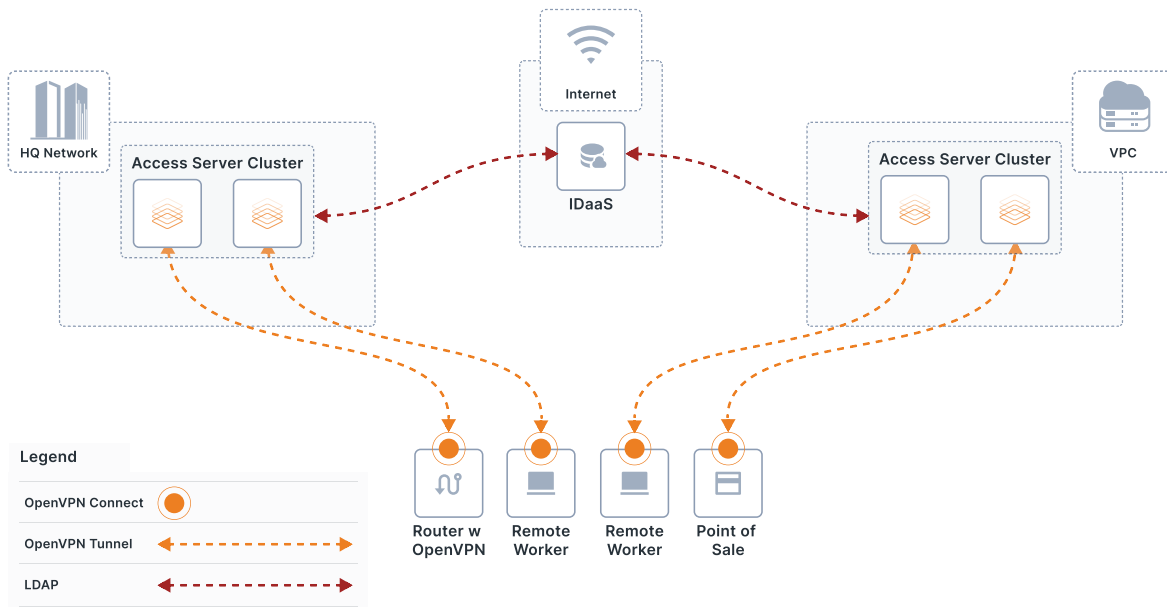 Internet
HQ Network
Access Server Cluster
IDaaS
Access Server Cluster
VPC
Router w
OpenVPN
Remote
Worker
Remote
Worker
Point of
Sale
Legend
OpenVPN Connect
OpenVPN Tunnel
LDAP